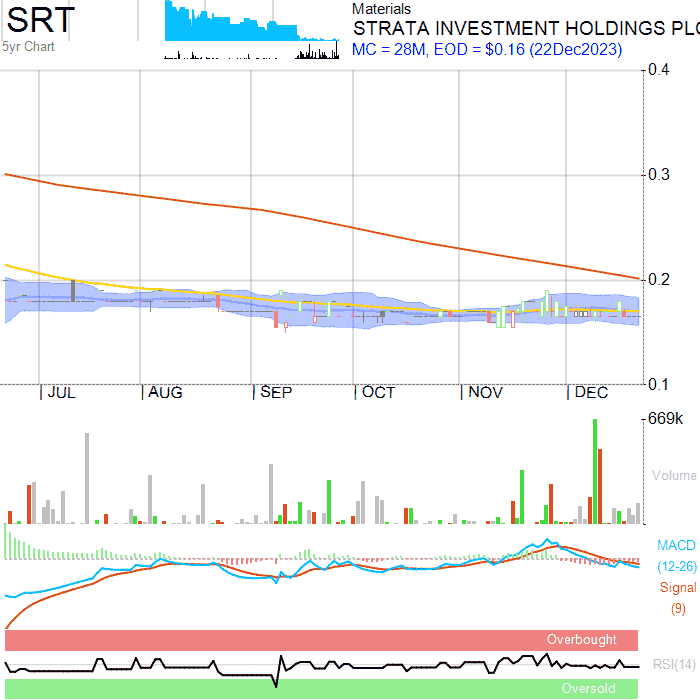 SRT
5yr Chart
Materials
STRATA INVESTMENT HOLDINGS PLC
MC = 28M, EOD = $0.16 (22Dec2023)
0.4
0.3
0.2
0.1
JUL
AUG
SEP
OCT
NOV
DEC
669k
Volume
MACD
(12-26)
Signal
(9)
Overbought
RSI(14)
Oversold